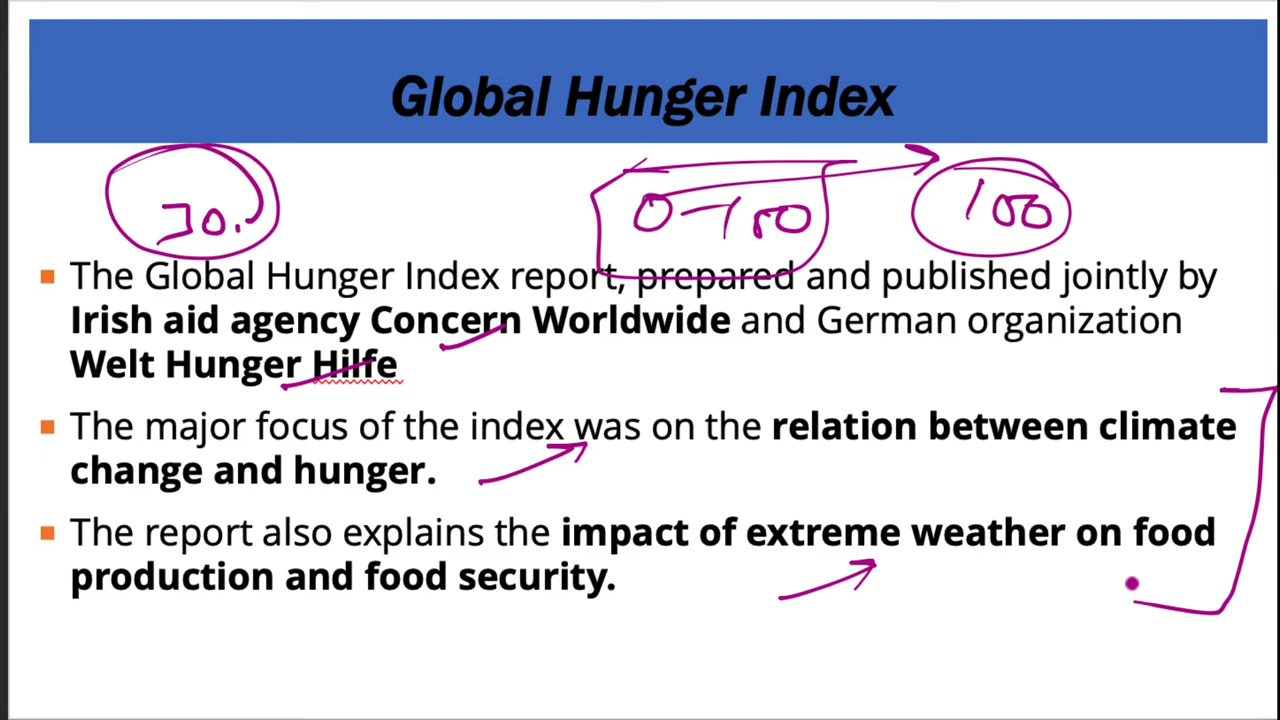 Global Hunger Index
30.
0-100
100
The Global Hunger Index report, prepared and published jointly by
Irish aid agency Concern Worldwide and German organization
Welt Hunger Hilfe
The major focus of the index was on the relation between climate
change and hunger.
The report also explains the impact of extreme weather on food
production and food security.